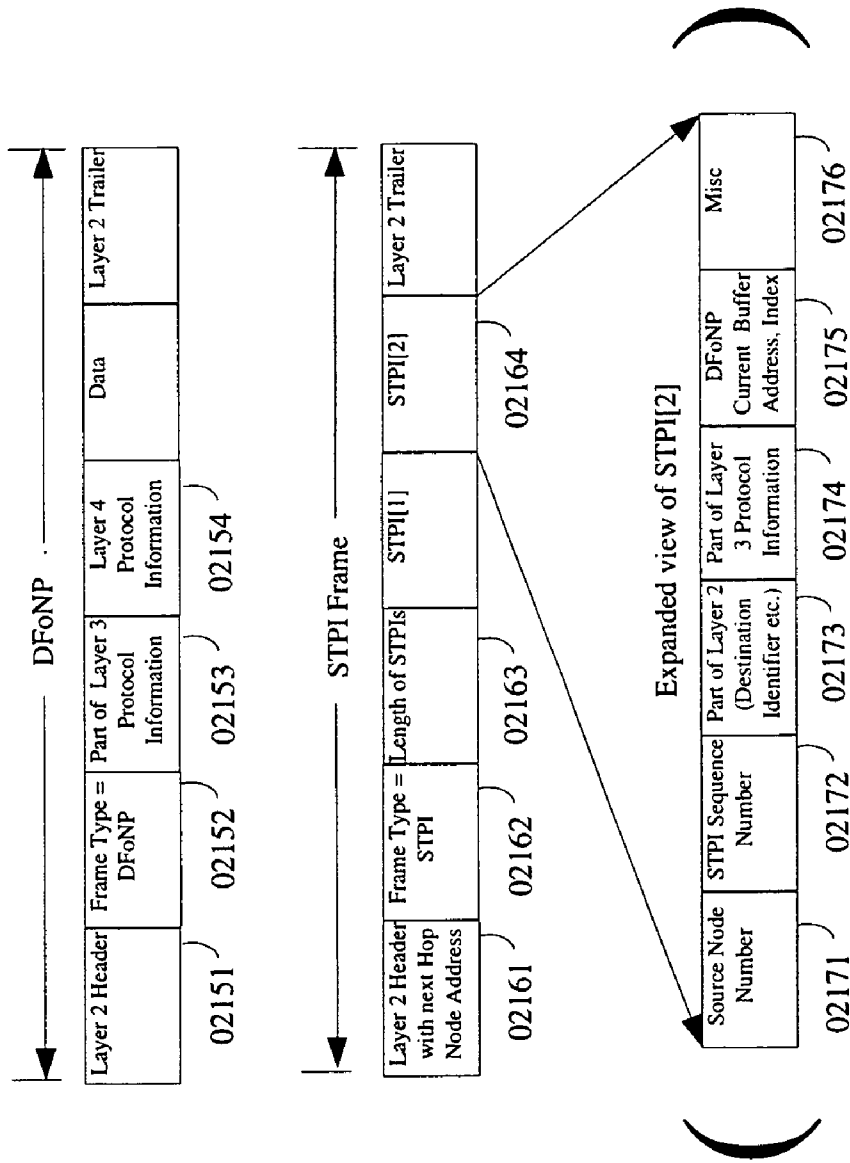 DFoNP
Layer 2 Header
Frame Type =
DFoNP
Part of Layer 3
Protocol
Information
Layer 4
Protocol
Information
Data
Layer 2 Trailer
02151
02152
02153
02154
STPI Frame
Layer 2 Header
with next Hop
Node Address
Frame Type =
STPI
Length of STPIs
STPI[1]
STPI[2]
Layer 2 Trailer
02161
02162
02163
02164
Expanded view of STPI[2]
Source Node
Number
STPI Sequence
Number
Part of Layer 2
(Destination
Identifier etc.)
Part of Layer
3 Protocol
Information
DFoNP
Current Buffer
Address, Index
Misc
02171
02172
02173
02174
02175
02176